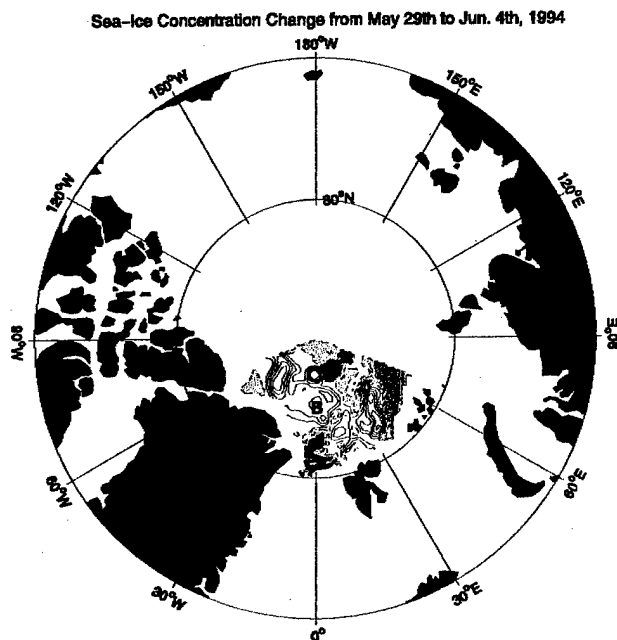 Sea-Ice Concentration Change from May 29th to Jun. 4th, 1994
180°W
150°W
150°E
120°W
80°N
120°E
90°W
90°E
C
B
60°W
60°E
30°W
30°E
0°